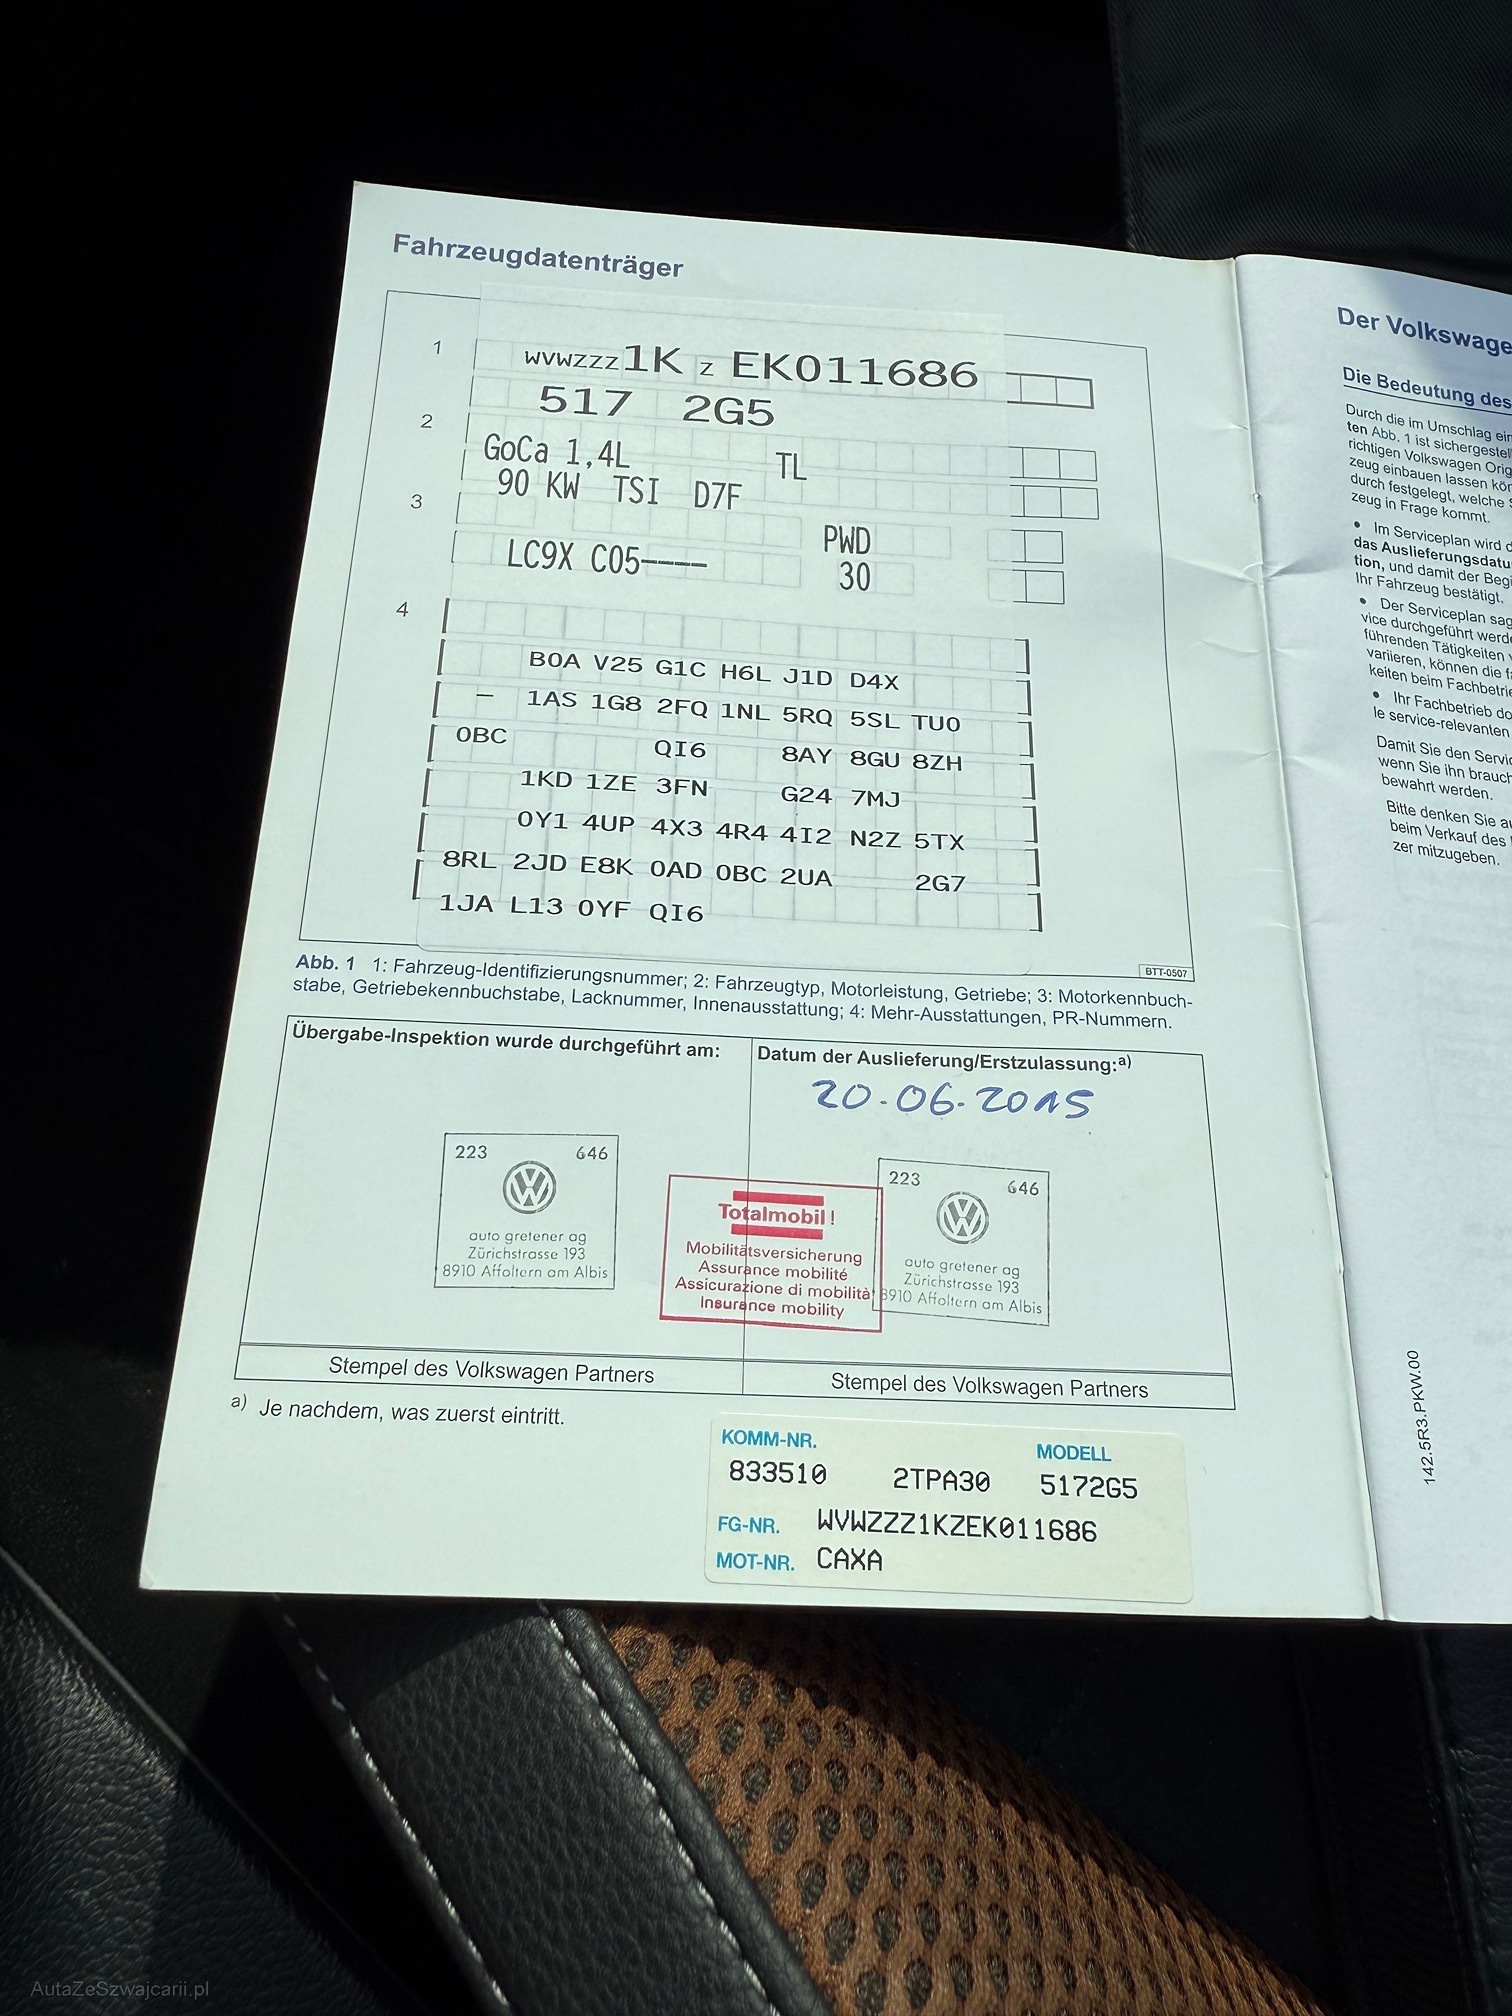 Fahrzeugdatenträger
1
WVWZZZ1K Z EK011686
517 2G5
2
GoCa 1,4L TL
90 KW TSI D7F
3
PWD
LC9X C05---- 30
4
B0A V25 G1C H6L J1D D4X
– 1AS 1G8 2FQ 1NL 5RQ 5SL TU0
0BC QI6 8AY 8GU 8ZH
1KD 1ZE 3FN G24 7MJ
0Y1 4UP 4X3 4R4 4I2 N2Z 5TX
8RL 2JD E8K 0AD 0BC 2UA 2G7
1JA L13 0YF QI6
BTT-0507
Abb. 1 1: Fahrzeug-Identifizierungsnummer; 2: Fahrzeugtyp, Motorleistung, Getriebe; 3: Motorkennbuch-
stabe, Getriebekennbuchstabe, Lacknummer, Innenausstattung; 4: Mehr-Ausstattungen, PR-Nummern.
Übergabe-Inspektion wurde durchgeführt am:
223 646
auto gretener ag
Zürichstrasse 193
8910 Affoltern am Albis
Stempel des Volkswagen Partners
Datum der Auslieferung/Erstzulassung:a)
20.06.2015
Totalmobil!
Mobilitätsversicherung
Assurance mobilité
Assicurazione di mobilità
Insurance mobility
223 646
auto gretener ag
Zürichstrasse 193
8910 Affoltern am Albis
Stempel des Volkswagen Partners
a) Je nachdem, was zuerst eintritt.
KOMM-NR. MODELL
833510 2TPA30 5172G5
FG-NR. WVWZZZ1KZEK011686
MOT-NR. CAXA
Der Volkswage
Die Bedeutung des
Durch die im Umschlag ein
ten Abb. 1 ist sichergestel
richtigen Volkswagen Orig
zeug einbauen lassen kön
durch festgelegt, welche S
zeug in Frage kommt.
• Im Serviceplan wird d
das Auslieferungsdatu
tion, und damit der Begi
Ihr Fahrzeug bestätigt.
• Der Serviceplan sag
vice durchgeführt werde
führenden Tätigkeiten v
variieren, können die f
keiten beim Fachbetrie
• Ihr Fachbetrieb do
le service-relevanten
Damit Sie den Servic
wenn Sie ihn brauch
bewahrt werden.
Bitte denken Sie au
beim Verkauf des
zer mitzugeben.
142.5R3.PKW.00
AutaZeSzwajcarii.pl